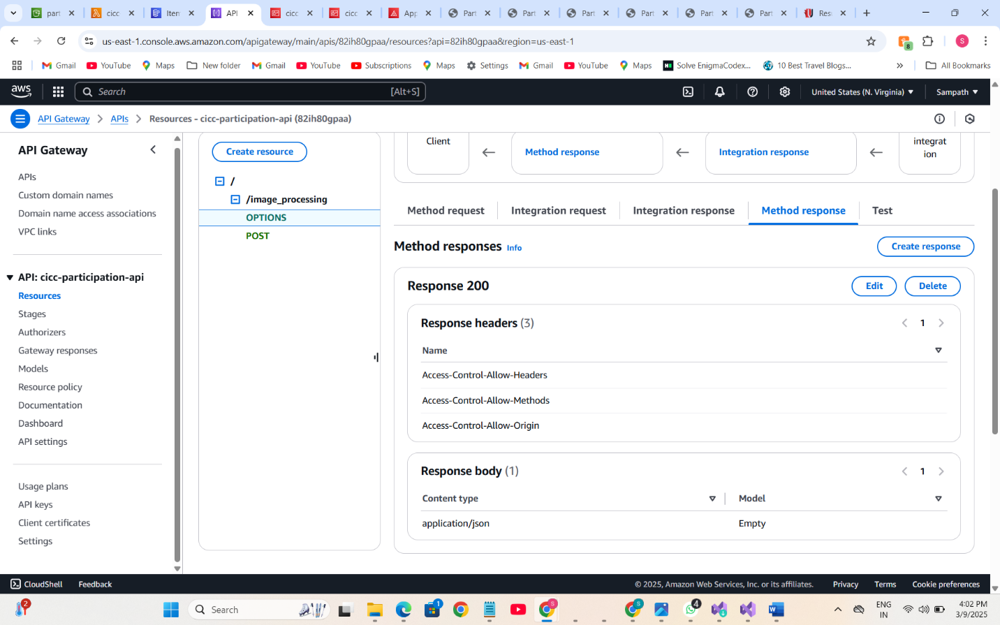 part
cicc
Iten
API
cicc
cicc
App
Part
Part
Part
Part
Part
Part
Res
us-east-1.console.aws.amazon.com/apigateway/main/apis/82ih80gpaa/resources?api=82ih80gpaa&region=us-east-1
8
S
Gmail
YouTube
Maps
New folder
Gmail
YouTube
Subscriptions
Maps
Settings
Gmail
YouTube
Maps
Solve EnigmaCodex...
10 Best Travel Blogs...
All Bookmarks
aws
Search
[Alt+S]
United States (N. Virginia)
Sampath
API Gateway
APIs
Resources - cicc-participation-api (82ih80gpaa)
API Gateway
APIs
Custom domain names
Domain name access associations
VPC links
API: cicc-participation-api
Resources
Stages
Authorizers
Gateway responses
Models
Resource policy
Documentation
Dashboard
API settings
Usage plans
API keys
Client certificates
Settings
Create resource
/
/image_processing
OPTIONS
POST
Client
Method response
Integration response
integrat
ion
Method request
Integration request
Integration response
Method response
Test
Method responses Info
Create response
Response 200
Edit
Delete
Response headers (3)
1
Name
Access-Control-Allow-Headers
Access-Control-Allow-Methods
Access-Control-Allow-Origin
Response body (1)
1
Content type
Model
application/json
Empty
CloudShell
Feedback
© 2025, Amazon Web Services, Inc. or its affiliates.
Privacy
Terms
Cookie preferences
2
Search
1
S
S
4
ENG
IN
4:02 PM
3/9/2025